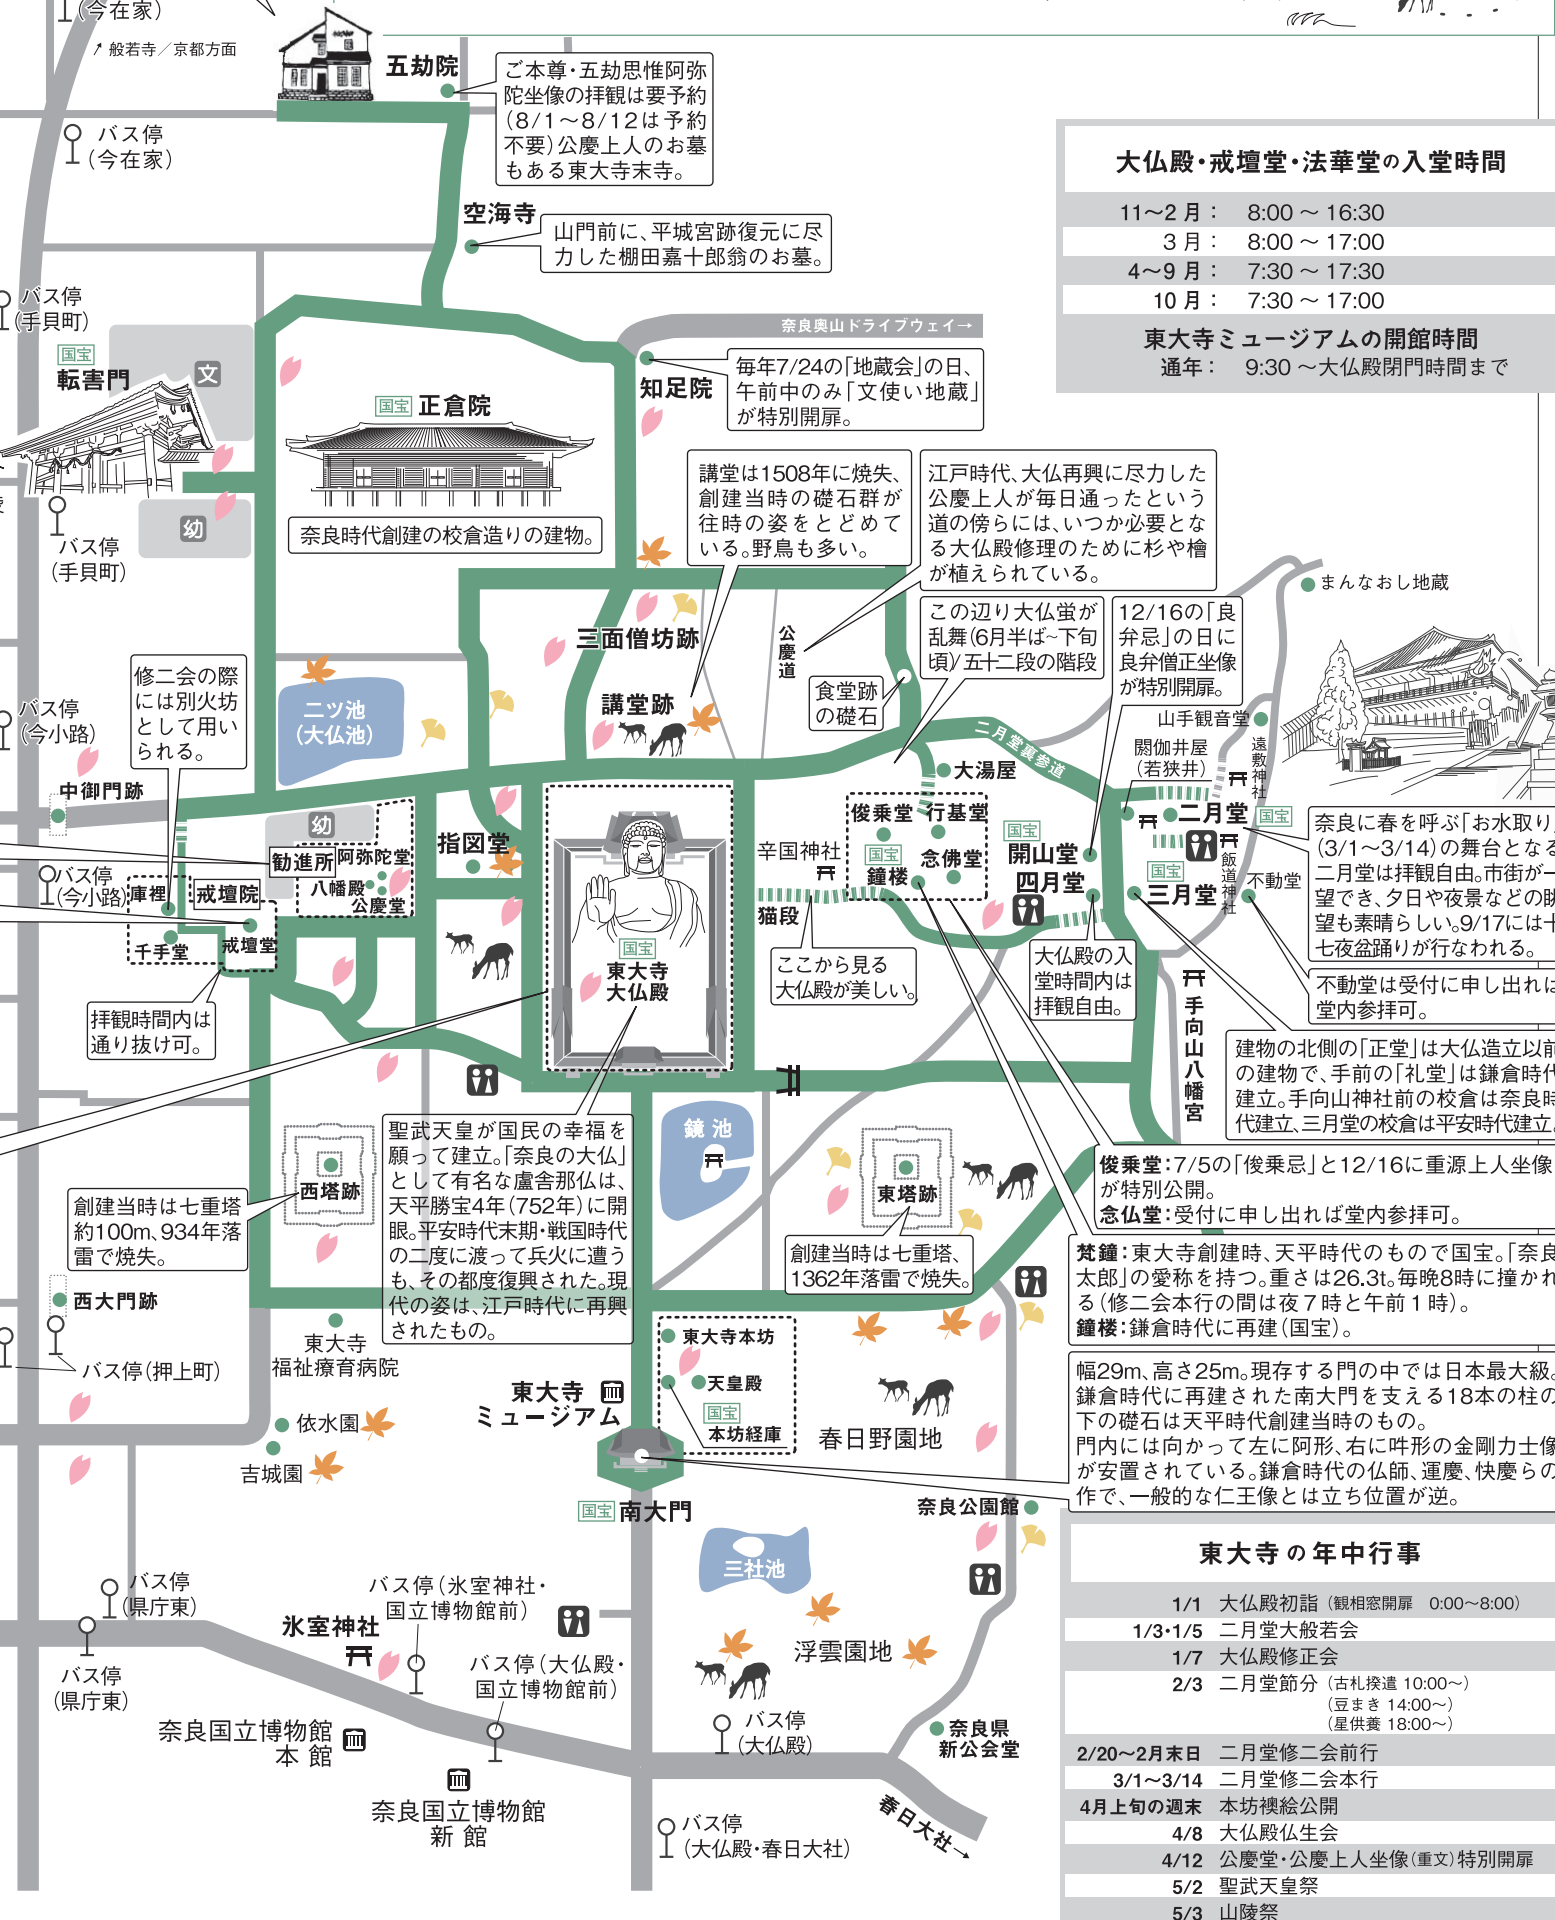 (今在家)
↗ 般若寺／京都方面
五劫院
ご本尊・五劫思惟阿弥
陀坐像の拝観は要予約
(8/1〜8/12は予約
不要)公慶上人のお墓
もある東大寺末寺。
バス停
(今在家)
空海寺
山門前に、平城宮跡復元に尽
力した棚田嘉十郎翁のお墓。
大仏殿・戒壇堂・法華堂の入堂時間
11〜2 月： 8:00 〜 16:30
3 月： 8:00 〜 17:00
4〜9 月： 7:30 〜 17:30
10 月： 7:30 〜 17:00
東大寺ミュージアムの開館時間
通年： 9:30 〜大仏殿閉門時間まで
バス停
(手貝町)
奈良奥山ドライブウェイ→
国宝
転害門
文
国宝 正倉院
知足院
毎年7/24の「地蔵会」の日、
午前中のみ「文使い地蔵」
が特別開扉。
奈良時代創建の校倉造りの建物。
幼
バス停
(手貝町)
講堂は1508年に焼失、
創建当時の礎石群が
往時の姿をとどめて
いる。野鳥も多い。
江戸時代、大仏再興に尽力した
公慶上人が毎日通ったという
道の傍らには、いつか必要とな
る大仏殿修理のために杉や檜
が植えられている。
まんなおし地蔵
この辺り大仏蛍が
乱舞(6月半ば〜下旬
頃)/五十二段の階段
12/16の「良
弁忌」の日に
良弁僧正坐像
が特別開扉。
三面僧坊跡
公慶道
修二会の際
には別火坊
として用い
られる。
二ツ池
(大仏池)
講堂跡
食堂跡
の礎石
バス停
(今小路)
二月堂裏参道
山手観音堂
閼伽井屋
(若狭井)
遠敷神社
大湯屋
中御門跡
幼
指図堂
俊乗堂 行基堂
国宝
鐘楼
念佛堂
辛国神社
国宝
開山堂
四月堂
二月堂 国宝
国宝
三月堂
飯道神社
不動堂
奈良に春を呼ぶ「お水取り」
(3/1〜3/14)の舞台となる
二月堂は拝観自由。市街が一
望でき、夕日や夜景などの眺
望も素晴らしい。9/17には十
七夜盆踊りが行なわれる。
勧進所 阿弥陀堂
八幡殿
公慶堂
バス停
(今小路)
庫裡
戒壇院
千手堂
戒壇堂
猫段
国宝
東大寺
大仏殿
ここから見る
大仏殿が美しい。
大仏殿の入
堂時間内は
拝観自由。
不動堂は受付に申し出れは
堂内参拝可。
拝観時間内は
通り抜け可。
手向山八幡宮
建物の北側の「正堂」は大仏造立以前
の建物で、手前の「礼堂」は鎌倉時代
建立。手向山神社前の校倉は奈良時
代建立、三月堂の校倉は平安時代建立。
聖武天皇が国民の幸福を
願って建立。「奈良の大仏」
として有名な盧舎那仏は、
天平勝宝4年(752年)に開
眼。平安時代末期・戦国時代
の二度に渡って兵火に遭う
も、その都度復興された。現
代の姿は、江戸時代に再興
されたもの。
鏡池
西塔跡
創建当時は七重塔
約100m、934年落
雷で焼失。
東塔跡
創建当時は七重塔、
1362年落雷で焼失。
俊乗堂：7/5の「俊乗忌」と12/16に重源上人坐像
が特別公開。
念仏堂：受付に申し出れば堂内参拝可。
梵鐘：東大寺創建時、天平時代のもので国宝。「奈良
太郎」の愛称を持つ。重さは26.3t。毎晩8時に撞かれ
る(修二会本行の間は夜７時と午前１時)。
鐘楼：鎌倉時代に再建(国宝)。
西大門跡
東大寺
福祉療育病院
バス停(押上町)
東大寺本坊
天皇殿
国宝
本坊経庫
東大寺
ミュージアム
春日野園地
幅29m、高さ25m。現存する門の中では日本最大級。
鎌倉時代に再建された南大門を支える18本の柱の
下の礎石は天平時代創建当時のもの。
門内には向かって左に阿形、右に吽形の金剛力士像
が安置されている。鎌倉時代の仏師、運慶、快慶らの
作で、一般的な仁王像とは立ち位置が逆。
依水園
吉城園
国宝 南大門
奈良公園館
三社池
バス停
(県庁東)
バス停(氷室神社・
国立博物館前)
氷室神社
浮雲園地
バス停
(県庁東)
バス停(大仏殿・
国立博物館前)
奈良国立博物館
本 館
バス停
(大仏殿)
奈良県
新公会堂
奈良国立博物館
新 館
春日大社→
バス停
(大仏殿・春日大社)
東大寺の年中行事
1/1 大仏殿初詣(観相窓開扉 0:00〜8:00)
1/3・1/5 二月堂大般若会
1/7 大仏殿修正会
2/3 二月堂節分(古札揆遣 10:00〜)
(豆まき 14:00〜)
(星供養 18:00〜)
2/20〜2月末日 二月堂修二会前行
3/1〜3/14 二月堂修二会本行
4月上旬の週末 本坊襖絵公開
4/8 大仏殿仏生会
4/12 公慶堂・公慶上人坐像(重文)特別開扉
5/2 聖武天皇祭
5/3 山陵祭